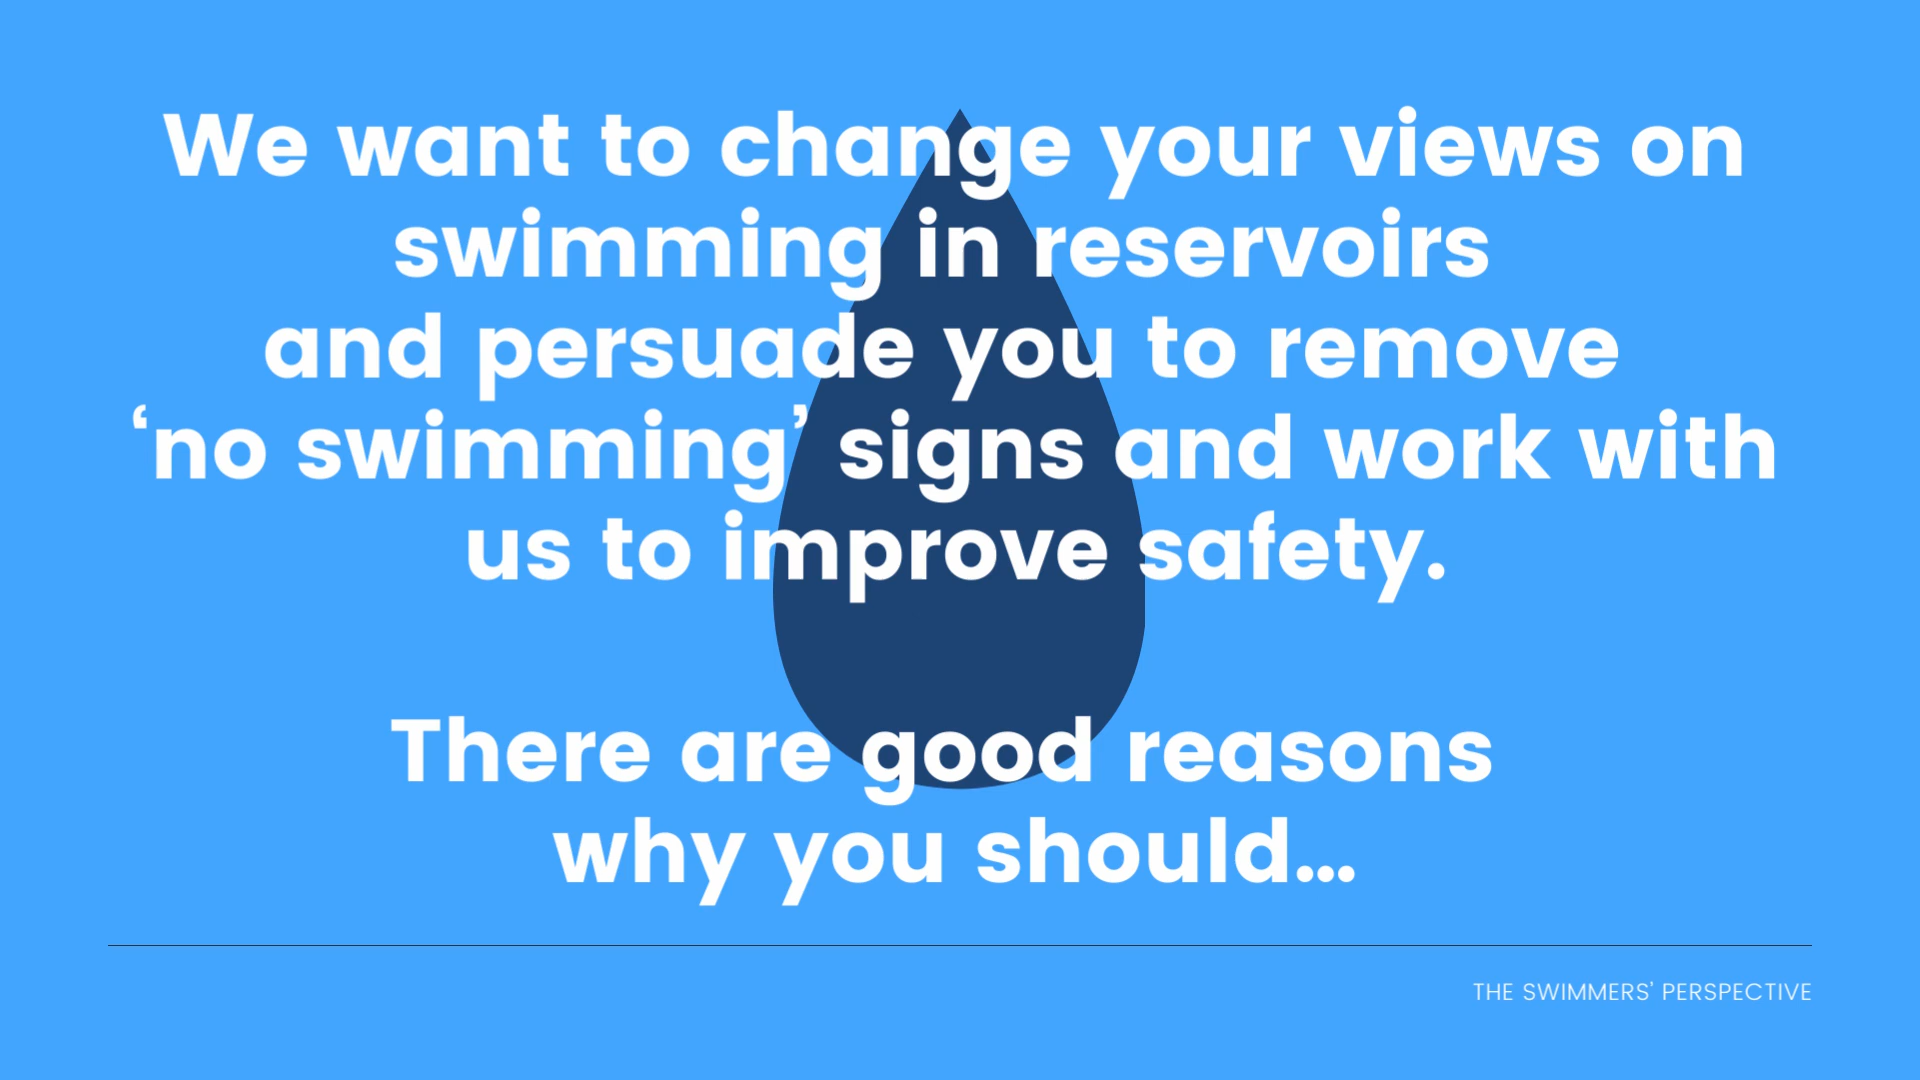 We want to change your views on
swimming in reservoirs
and persuade you to remove
‘no swimming’ signs and work with
us to improve safety.
There are good reasons
why you should...
THE SWIMMERS' PERSPECTIVE